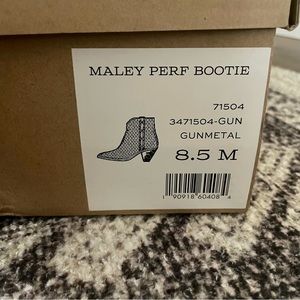 MALEY PERF BOOTIE
71504
3471504-GUN
GUNMETAL
8.5 M
1 90918 60408 4